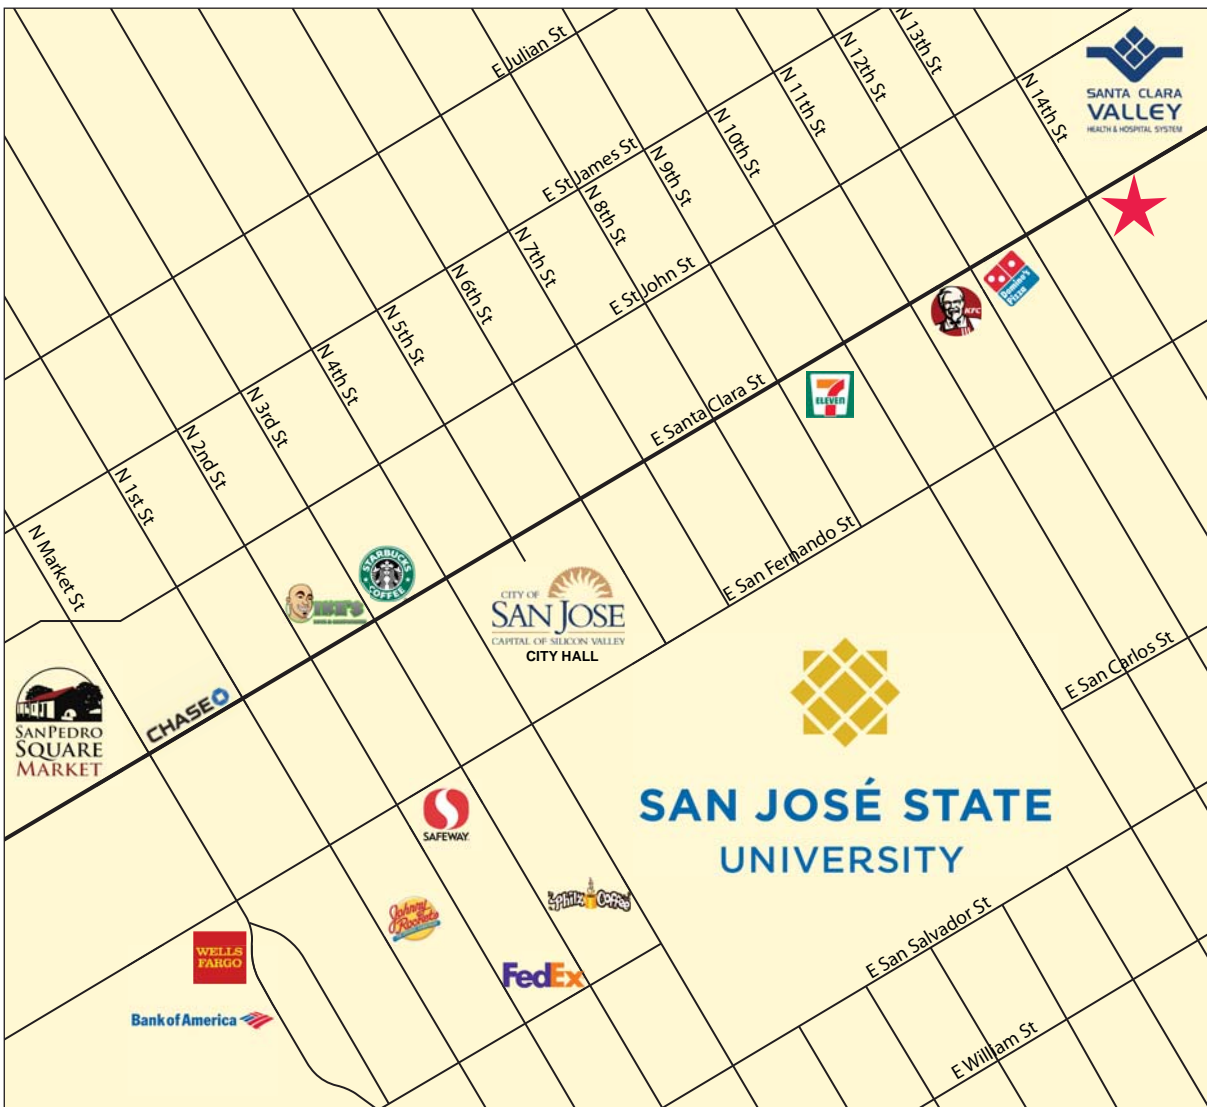 E Julian St
N 13th St
N 12th St
N 11th St
N 14th St
SANTA CLARA
VALLEY
HEALTH & HOSPITAL SYSTEM
N 10th St
E St James St
N 9th St
N 8th St
N 7th St
N 6th St
E St John St
N 5th St
KFC
Domino's
Pizza
N 4th St
N 3rd St
E Santa Clara St
7
ELEVEN
N 2nd St
N 1st St
N Market St
E San Fernando St
STARBUCKS
COFFEE
IKE'S
CITY OF
SAN JOSE
CAPITAL OF SILICON VALLEY
CITY HALL
E San Carlos St
SANPEDRO
SQUARE
MARKET
CHASE
SAN JOSÉ STATE
UNIVERSITY
SAFEWAY
Philz Coffee
Johnny
Rockets
E San Salvador St
WELLS
FARGO
FedEx
Bank of America
E William St